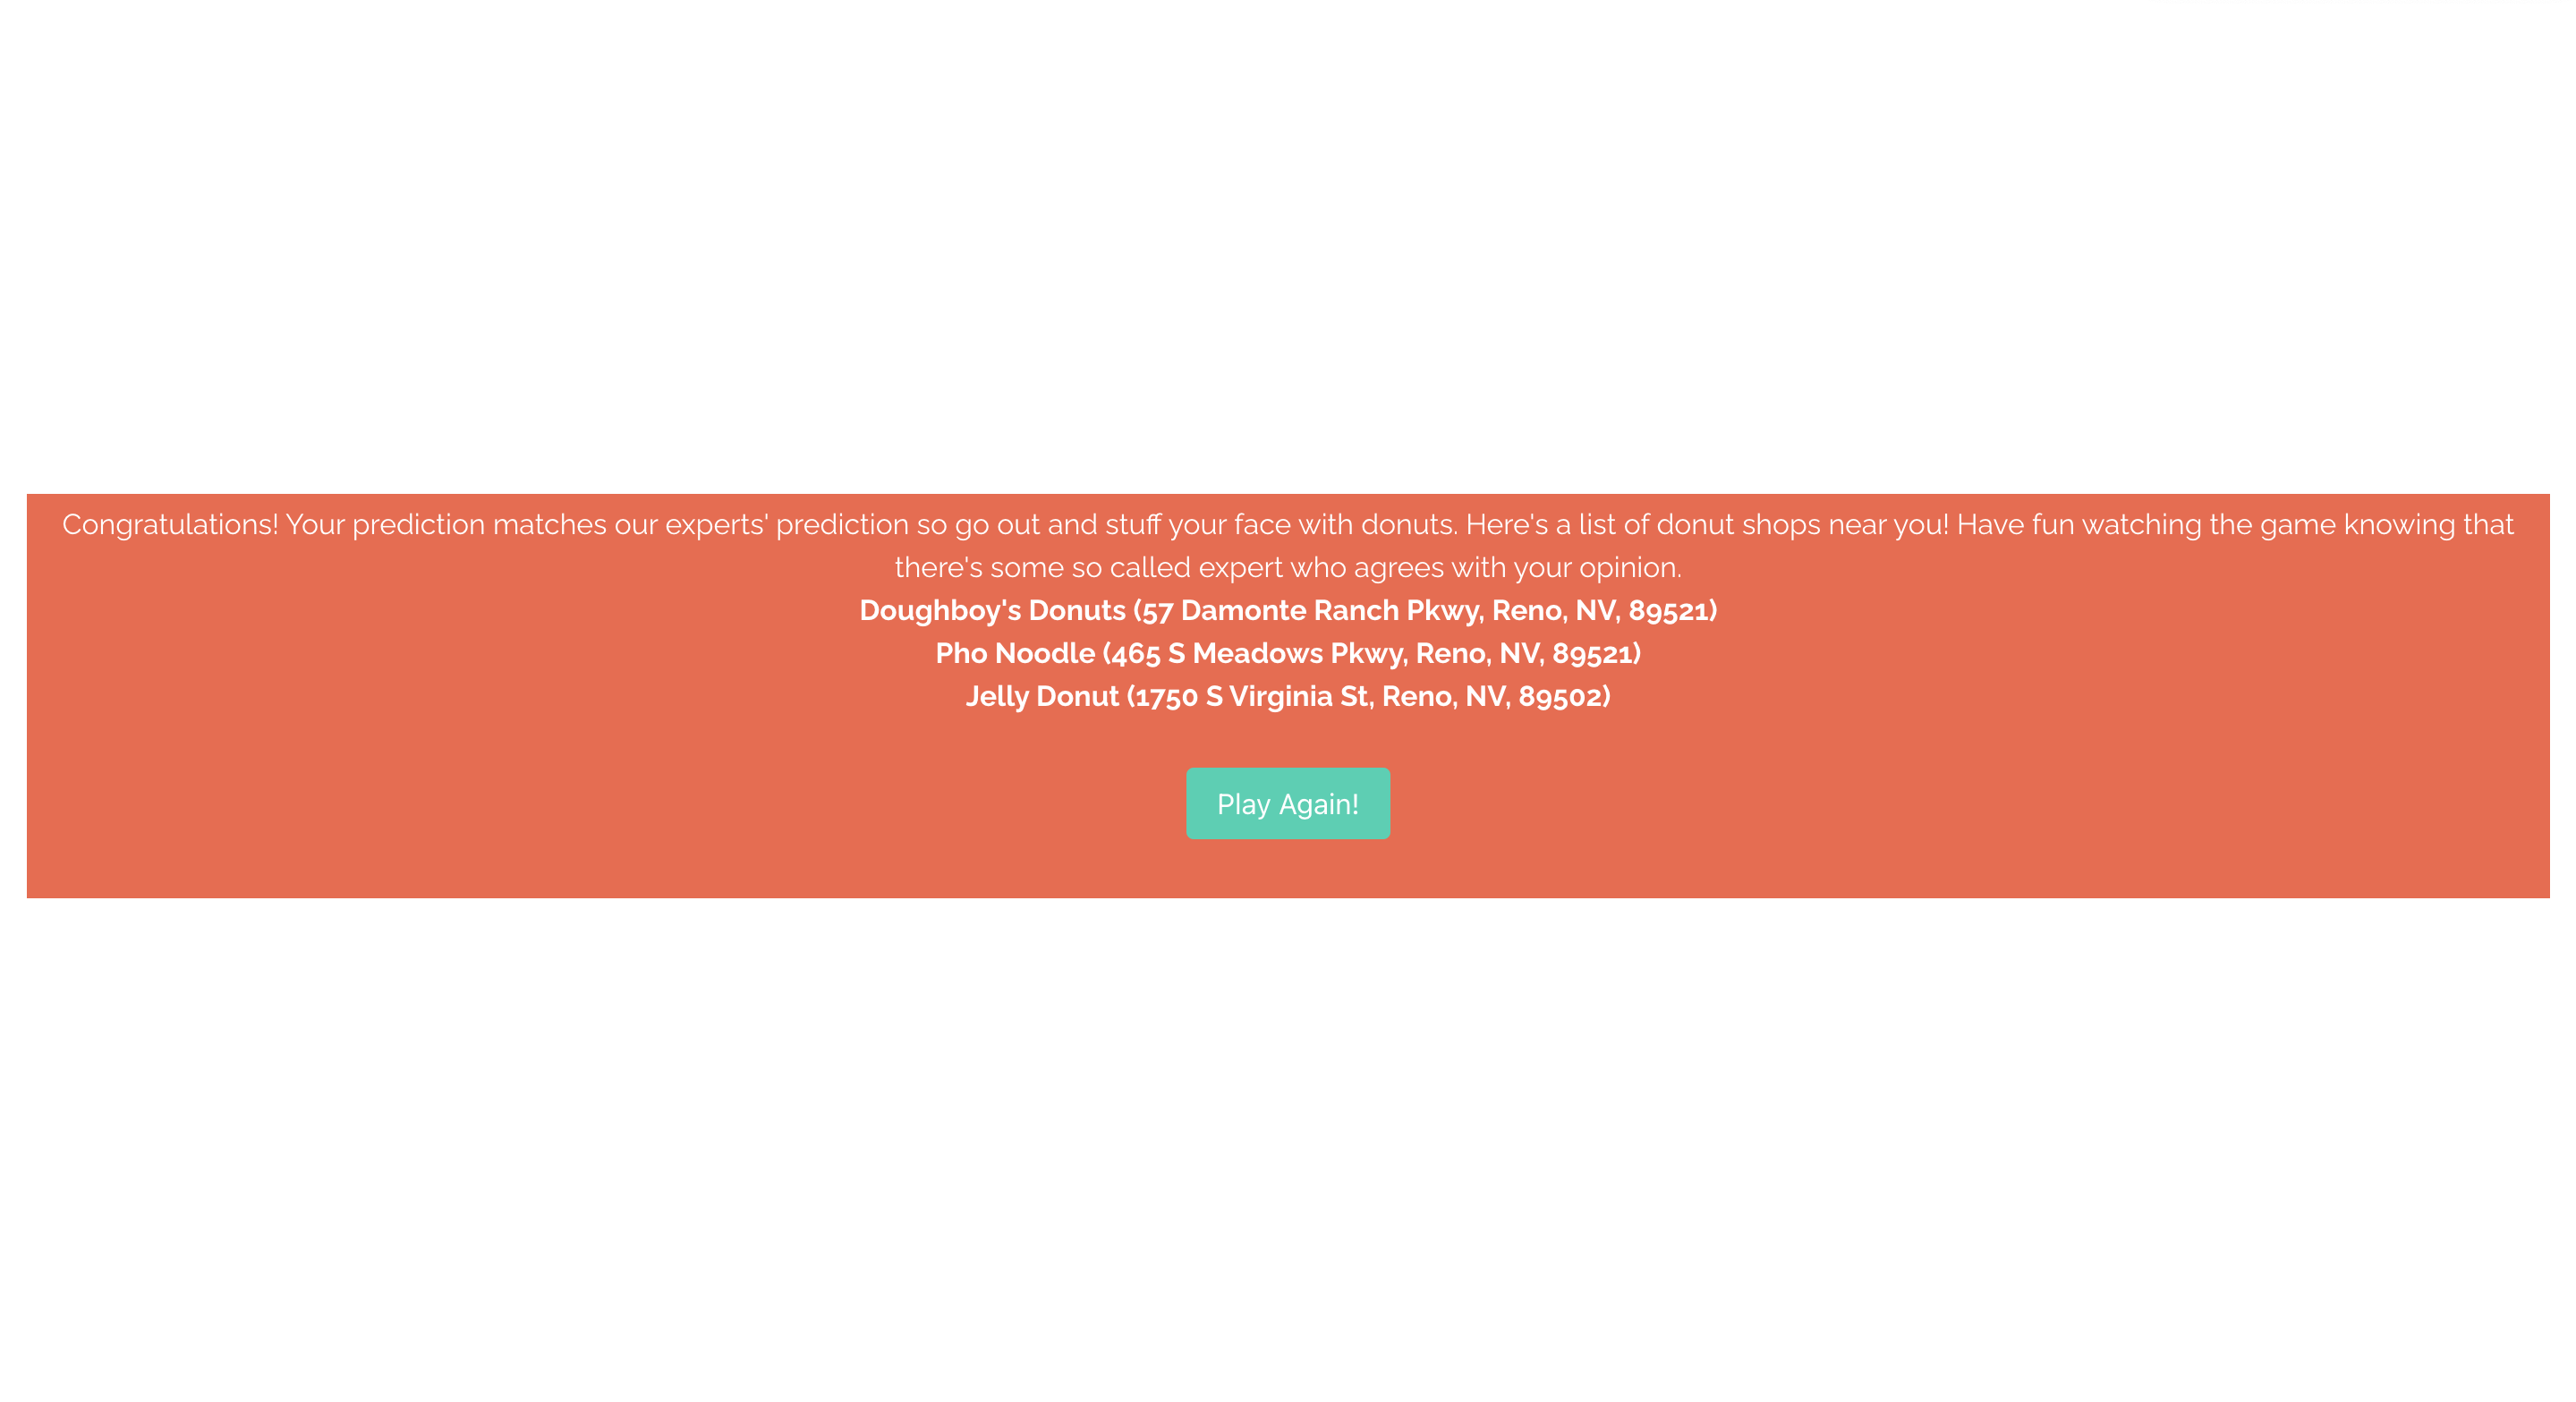 Congratulations! Your prediction matches our experts' prediction so go out and stuff your face with donuts. Here's a list of donut shops near you! Have fun watching the game knowing that
there's some so called expert who agrees with your opinion.
Doughboy's Donuts (57 Damonte Ranch Pkwy, Reno, NV, 89521)
Pho Noodle (465 S Meadows Pkwy, Reno, NV, 89521)
Jelly Donut (1750 S Virginia St, Reno, NV, 89502)
Play Again!